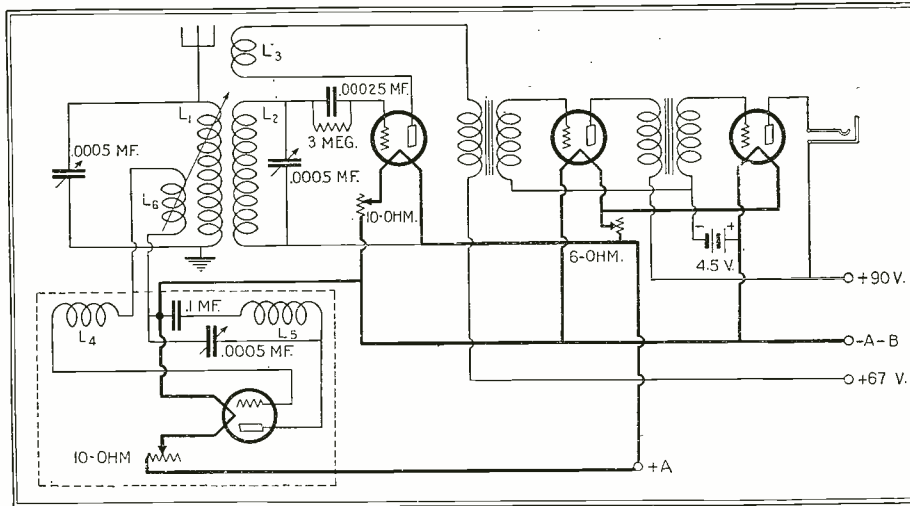 L3
.00025 MF.
L1
L2
3 MEG.
.0005 MF.
.0005 MF.
L6
10-OHM.
6-OHM.
- +
4.5 V.
+90 V.
.1 MF.
L4
L5
.0005 MF.
-A-B
+67 V.
10-OHM
+A